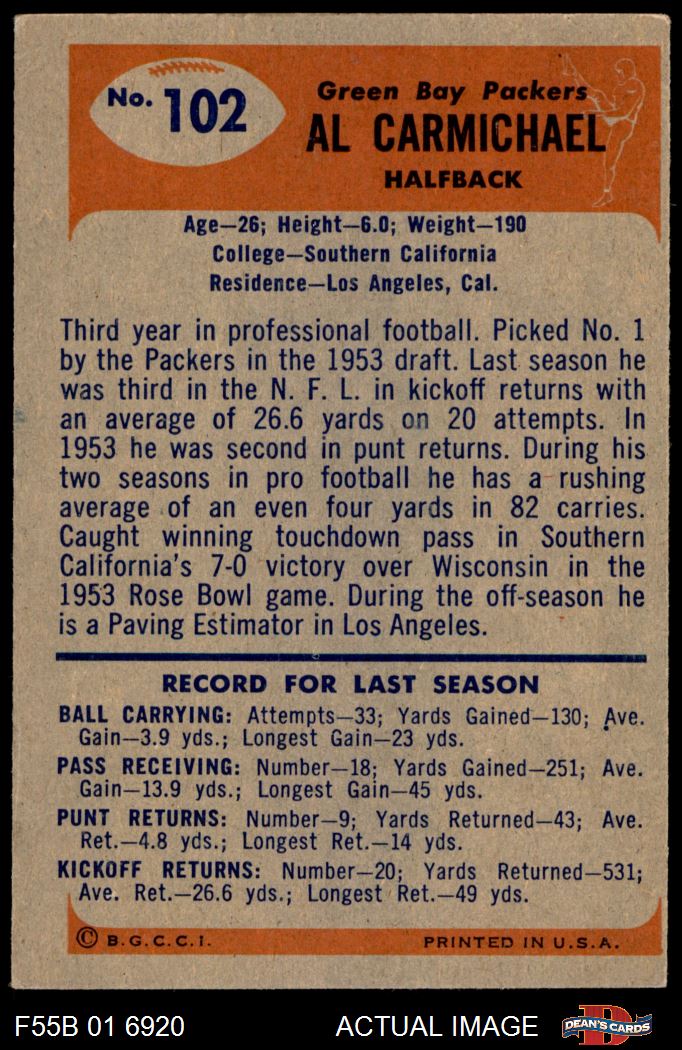 No. 102
Green Bay Packers
AL CARMICHAEL
HALFBACK
Age—26; Height—6.0; Weight—190
College—Southern California
Residence—Los Angeles, Cal.
Third year in professional football. Picked No. 1
by the Packers in the 1953 draft. Last season he
was third in the N. F. L. in kickoff returns with
an average of 26.6 yards on 20 attempts. In
1953 he was second in punt returns. During his
two seasons in pro football he has a rushing
average of an even four yards in 82 carries.
Caught winning touchdown pass in Southern
California's 7-0 victory over Wisconsin in the
1953 Rose Bowl game. During the off-season he
is a Paving Estimator in Los Angeles.
RECORD FOR LAST SEASON
BALL CARRYING: Attempts—33; Yards Gained—130; Ave.
Gain—3.9 yds.; Longest Gain—23 yds.
PASS RECEIVING: Number—18; Yards Gained—251; Ave.
Gain—13.9 yds.; Longest Gain—45 yds.
PUNT RETURNS: Number—9; Yards Returned—43; Ave.
Ret.—4.8 yds.; Longest Ret.—14 yds.
KICKOFF RETURNS: Number—20; Yards Returned—531;
Ave. Ret.—26.6 yds.; Longest Ret.—49 yds.
© B.G.C.C.I. PRINTED IN U.S.A.
F55B 01 6920 ACTUAL IMAGE D DEAN'S CARDS